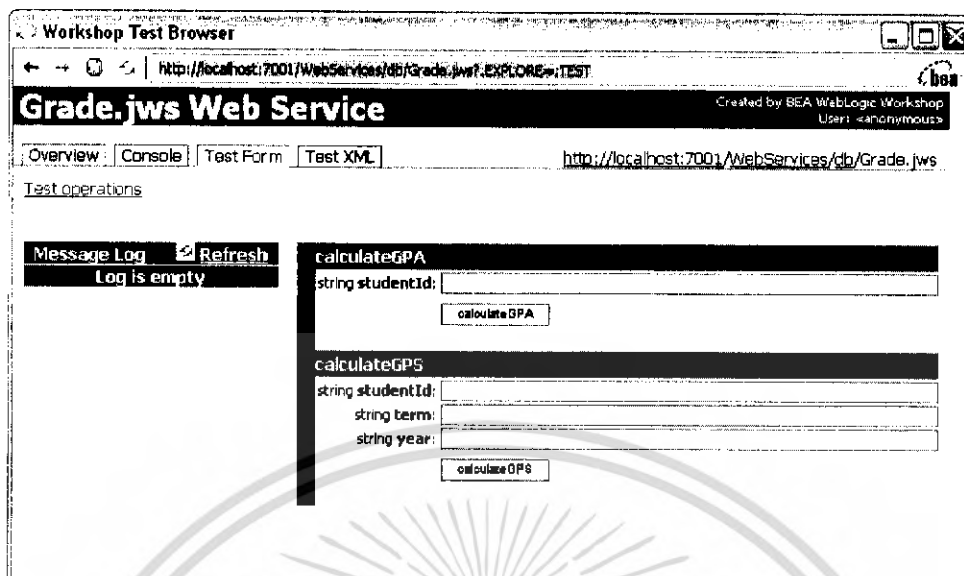 Workshop Test Browser
http://localhost:7001/WebServices/db/Grade.jws?.EXPLORE=.TEST
bea
Grade.jws Web Service
Created by BEA WebLogic Workshop
User: <anonymous>
Overview Console Test Form Test XML http://localhost:7001/WebServices/db/Grade.jws
Test operations
Message Log Refresh
Log is empty
calculateGPA
string studentId:
calculateGPA
calculateGPS
string studentId:
string term:
string year:
calculateGPS